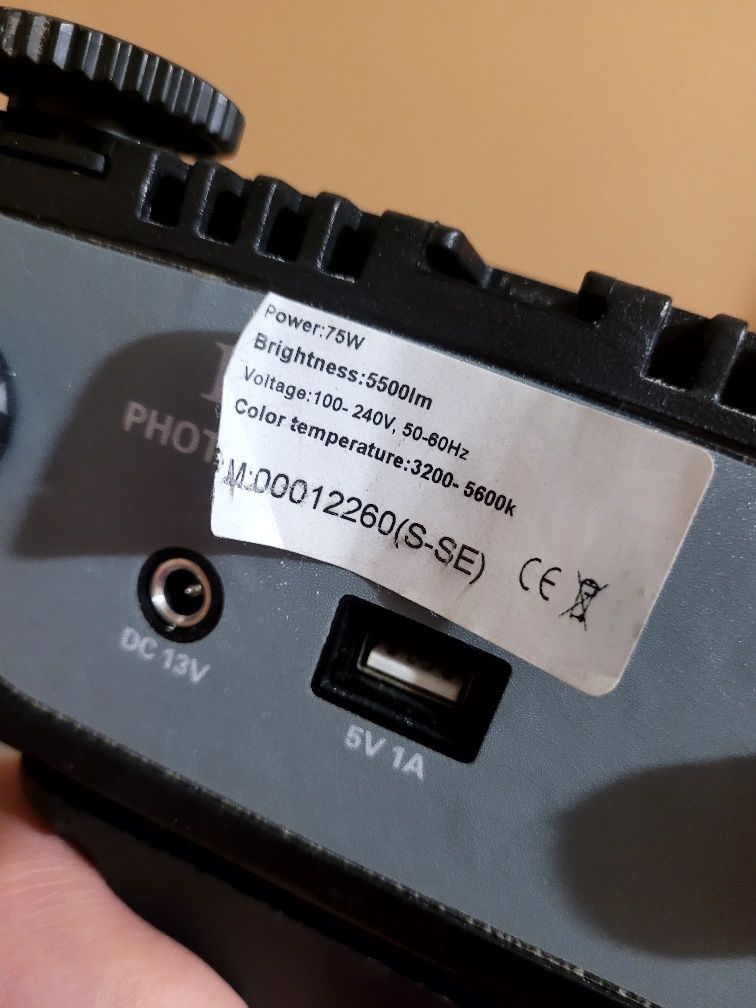 Power:75W
Brightness:5500lm
Voltage:100- 240V, 50-60Hz
Color temperature:3200- 5600k
M:00012260(S-SE)
CE
PHOT
DC 13V
5V 1A